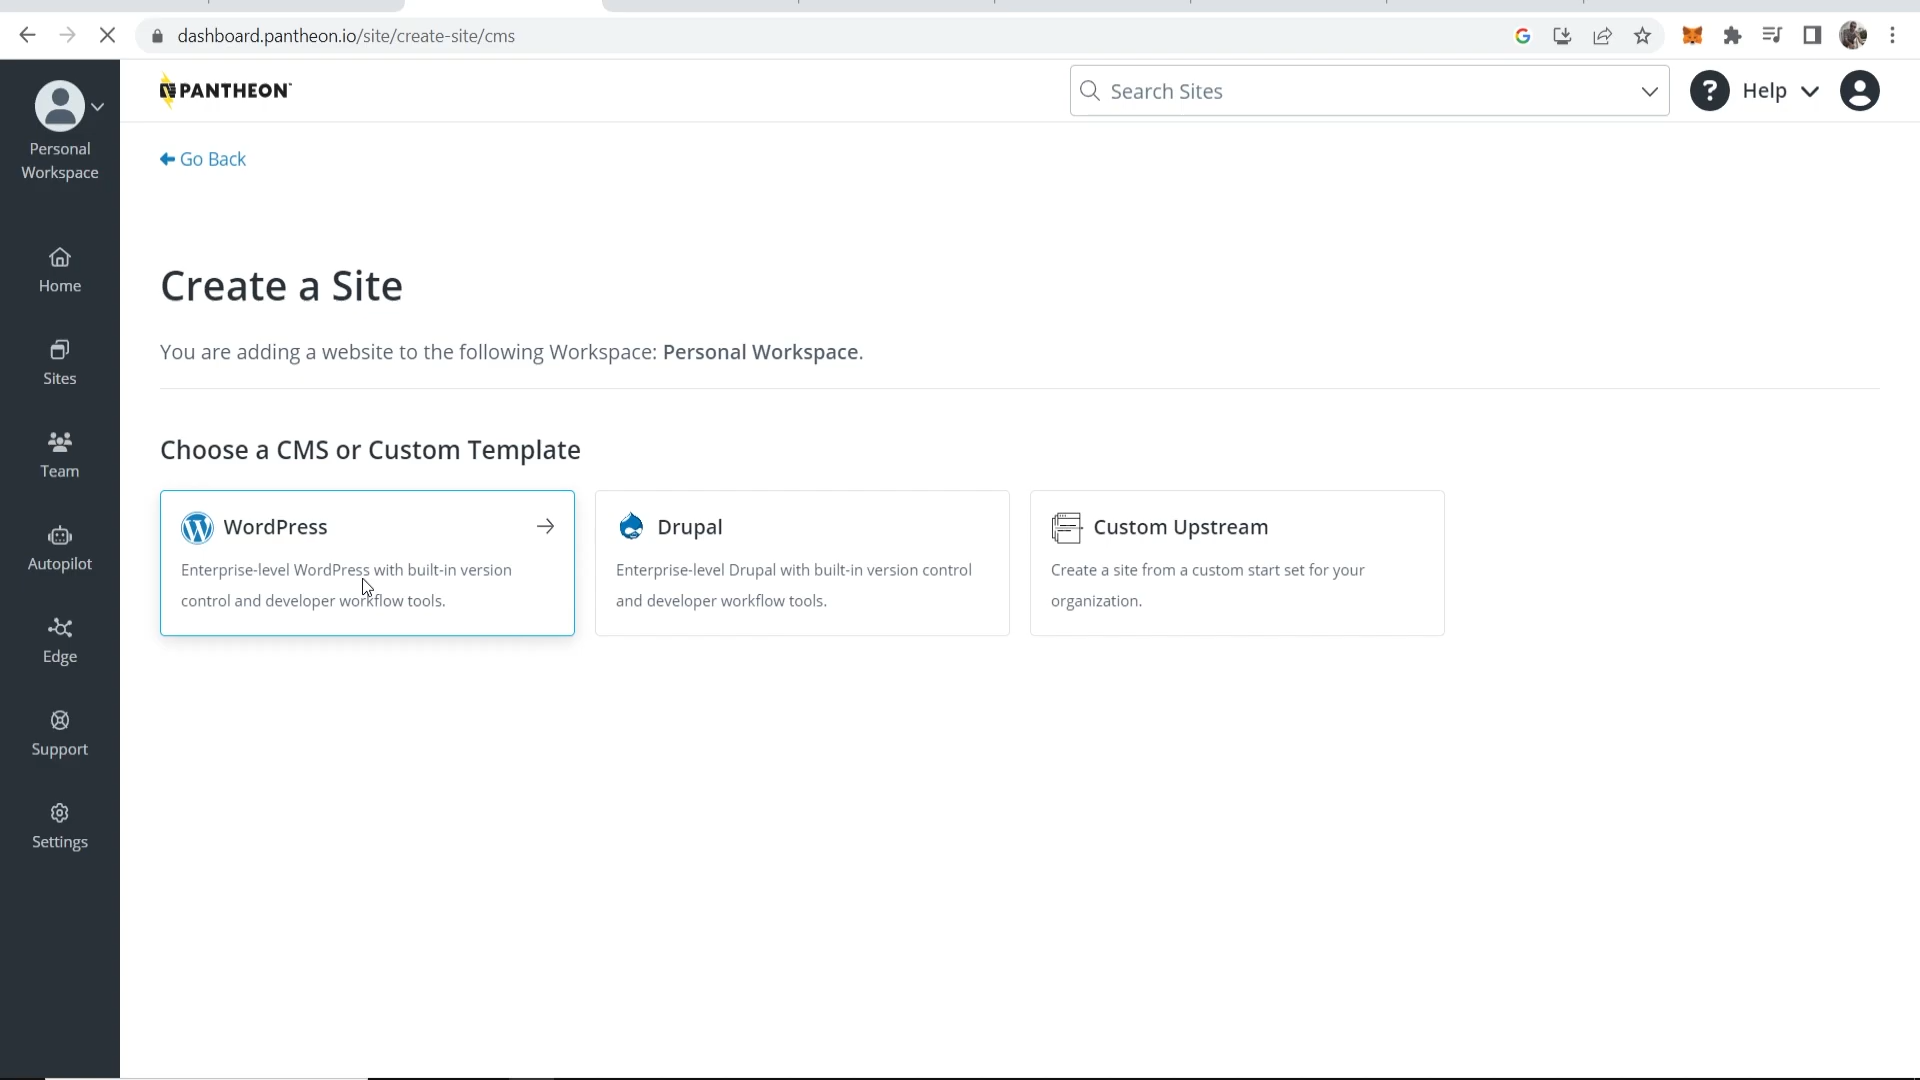 dashboard.pantheon.io/site/create-site/cms
Personal
Workspace
Home
Sites
Team
Autopilot
Edge
Support
Settings
PANTHEON
Search Sites
? Help
Go Back
Create a Site
You are adding a website to the following Workspace: Personal Workspace.
Choose a CMS or Custom Template
WordPress
Enterprise-level WordPress with built-in version
control and developer workflow tools.
Drupal
Enterprise-level Drupal with built-in version control
and developer workflow tools.
Custom Upstream
Create a site from a custom start set for your
organization.